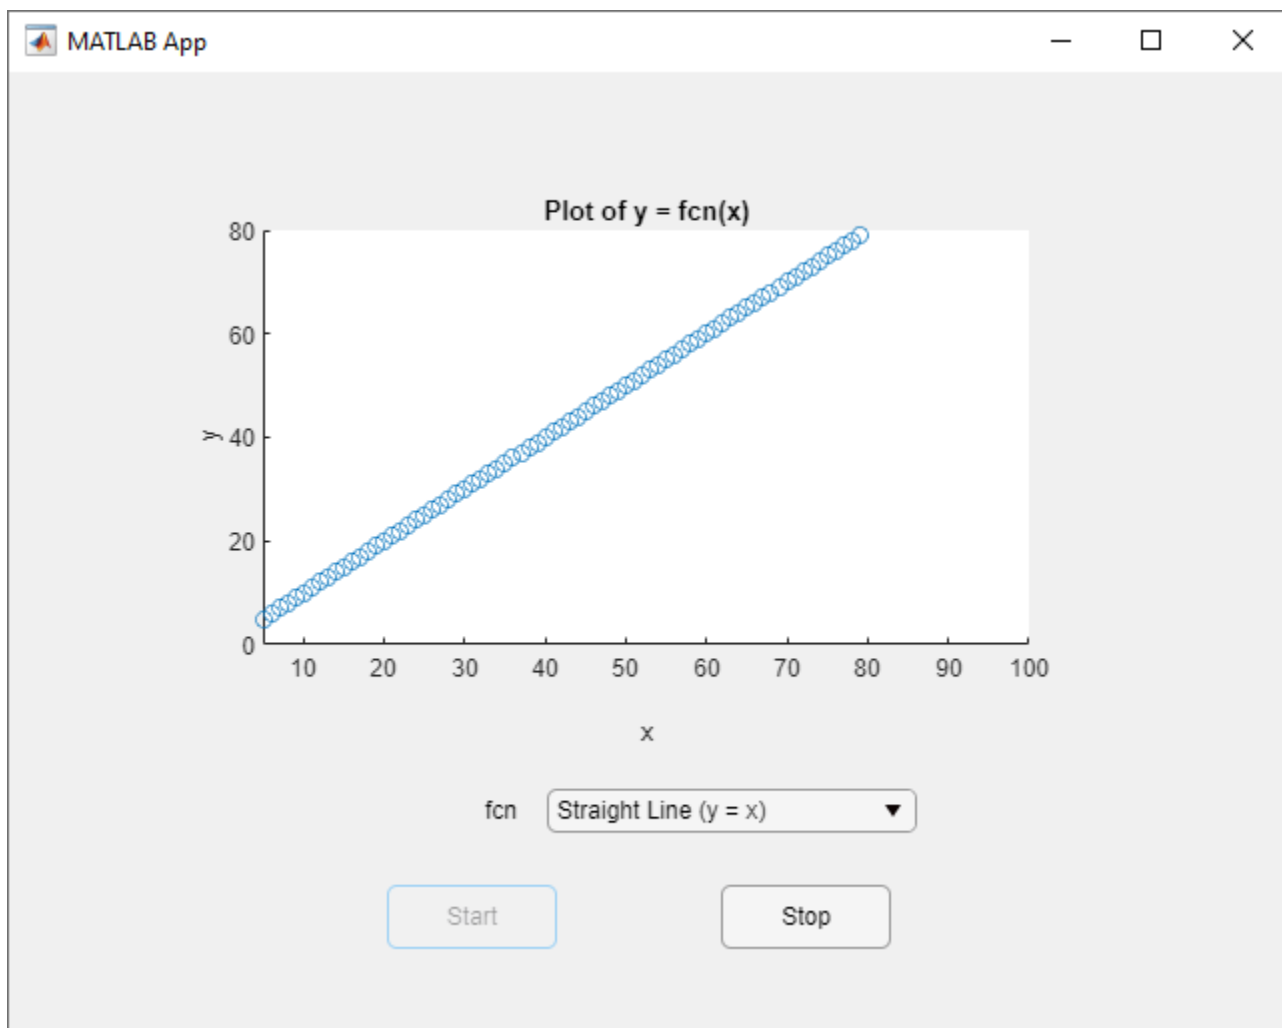 MATLAB App
Plot of y = fcn(x)
80
60
40
20
0
y
10 20 30 40 50 60 70 80 90 100
x
fcn Straight Line (y = x)
Start Stop